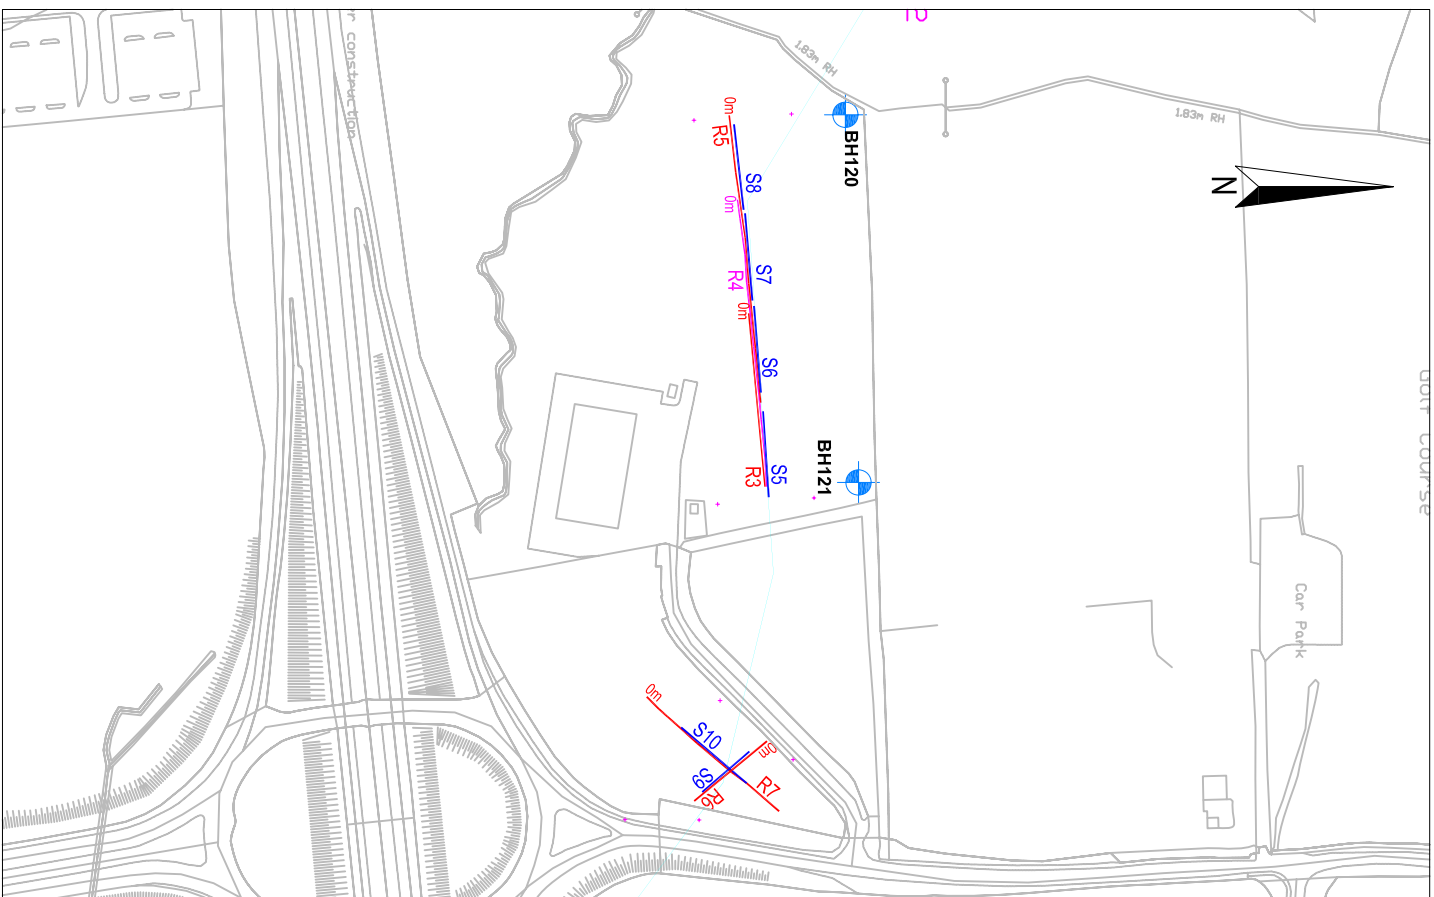 r construction
1.83m RH
1.83m RH
BH120
0m
R5
S8
0m
S7
R4
0m
S6
R3
S5
BH121
N
Golf Course
Car Park
0m
S10
0m
S9
R6
R7